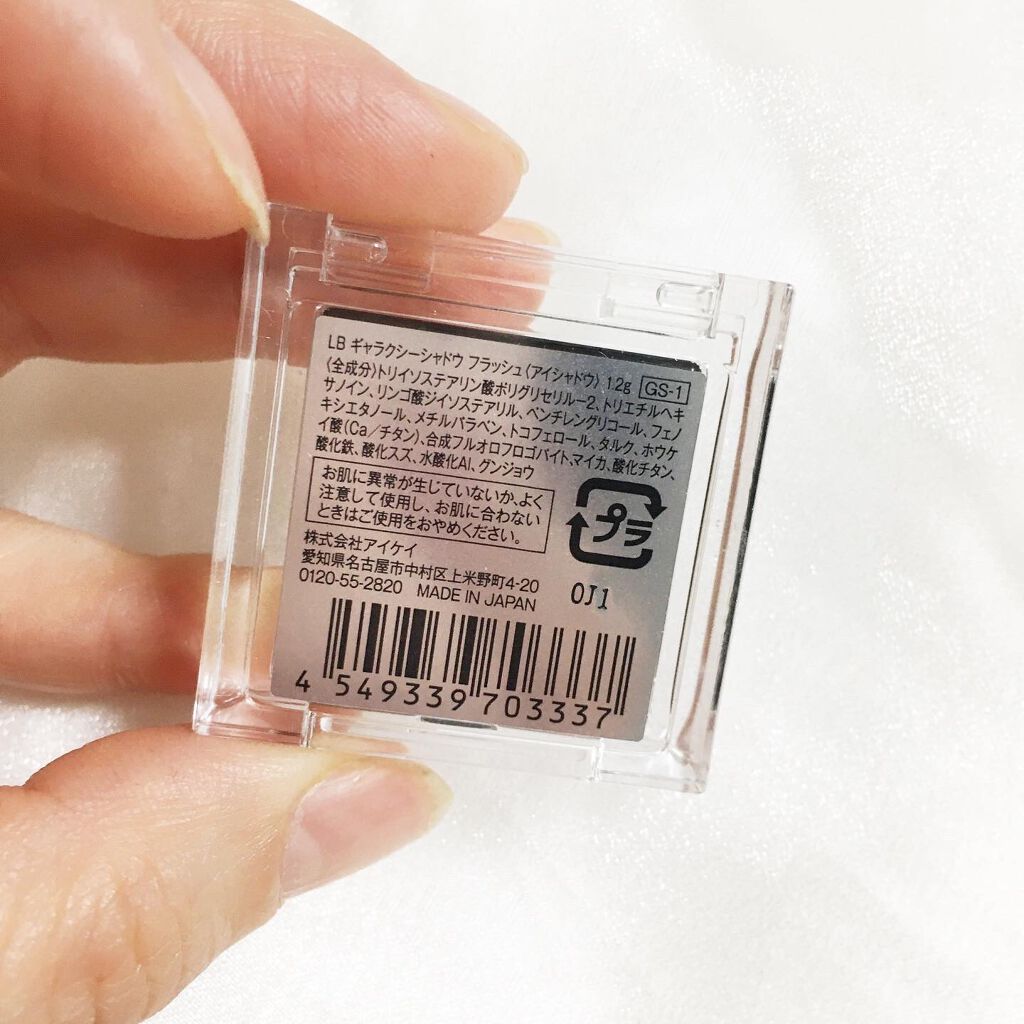 LB ギャラクシーシャドウ フラッシュ〈アイシャドウ〉 1.2g GS-1
〈全成分〉トリイソステアリン酸ポリグリセリル-2、トリエチルヘキ
サノイン、リンゴ酸ジイソステアリル、ペンチレングリコール、フェノ
キシエタノール、メチルパラベン、トコフェロール、タルク、ホウケ
イ酸(Ca/チタン)、合成フルオロフロゴパイト、マイカ、酸化チタン、
酸化鉄、酸化スズ、水酸化Al、グンジョウ
お肌に異常が生じていないか、よく
注意して使用し、お肌に合わない
ときはご使用をおやめください。
プラ
株式会社アイケイ
愛知県名古屋市中村区上米野町4-20
0120-55-2820 MADE IN JAPAN
0J1
4 549339 703337